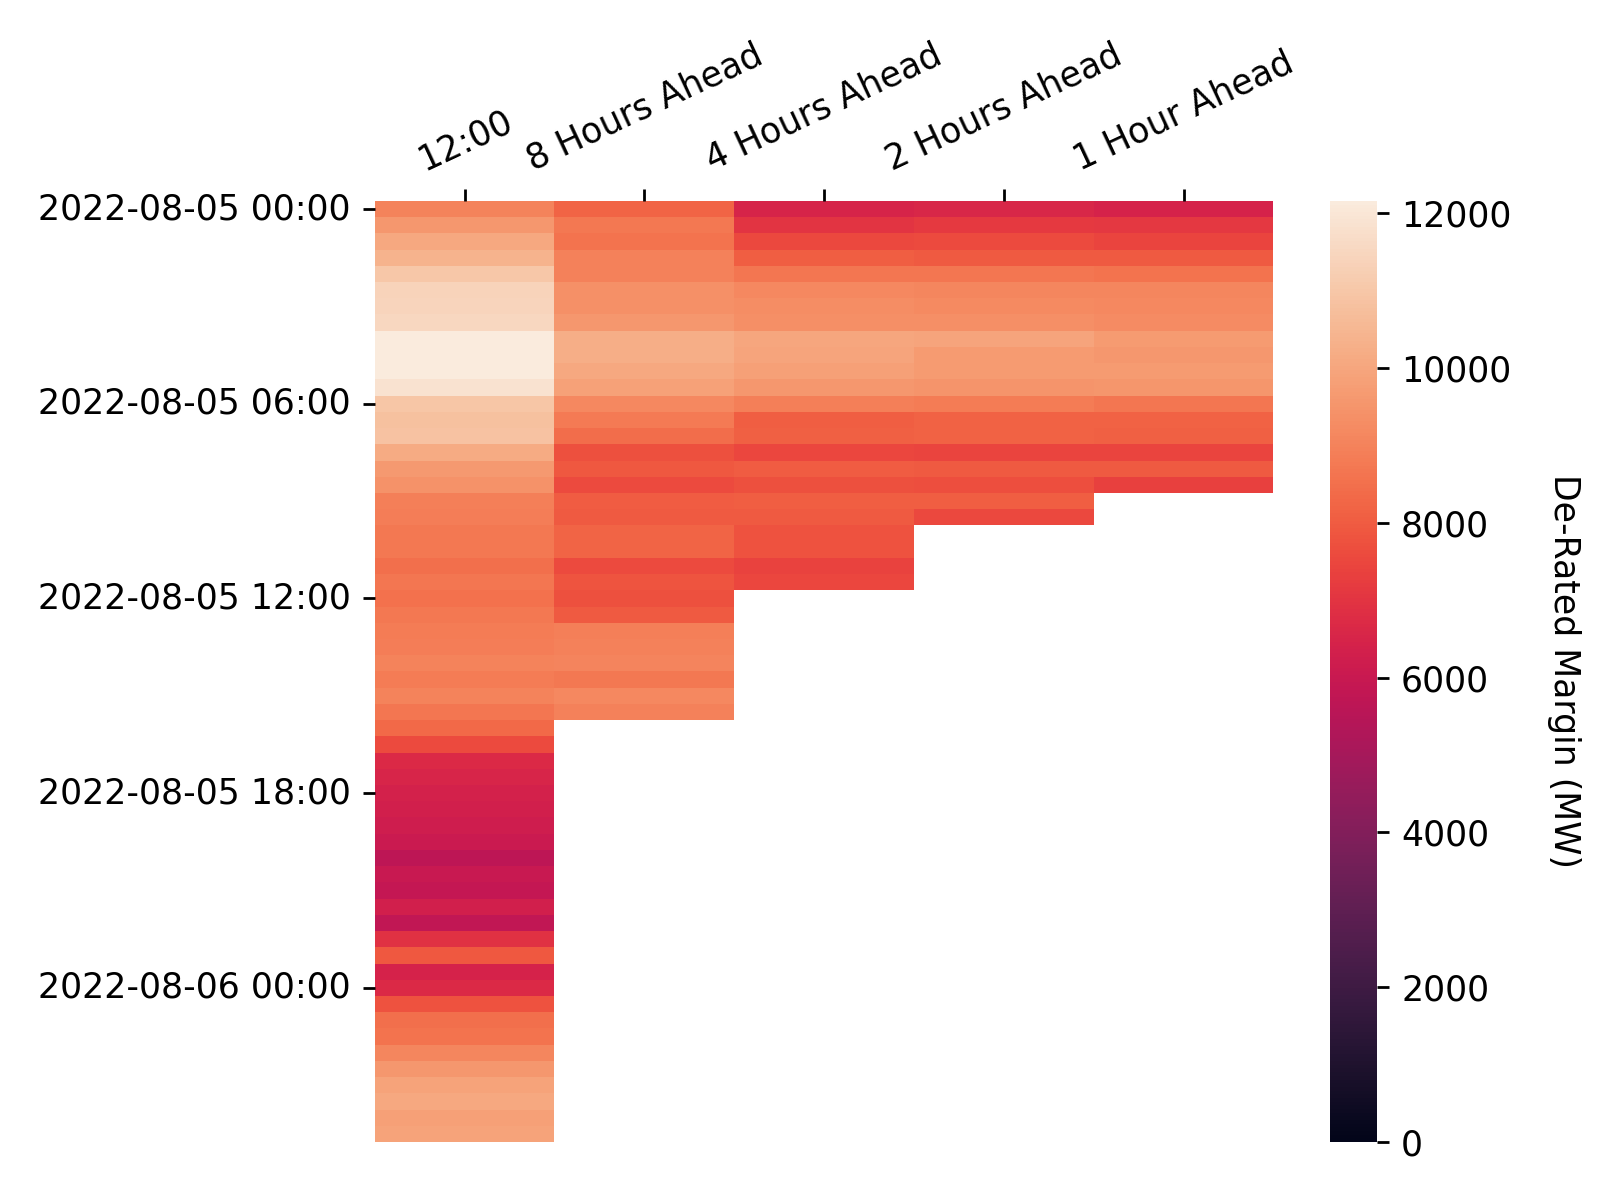 12:00
8 Hours Ahead
4 Hours Ahead
2 Hours Ahead
1 Hour Ahead
2022-08-05 00:00
2022-08-05 06:00
2022-08-05 12:00
2022-08-05 18:00
2022-08-06 00:00
12000
10000
8000
6000
4000
2000
0
De-Rated Margin (MW)